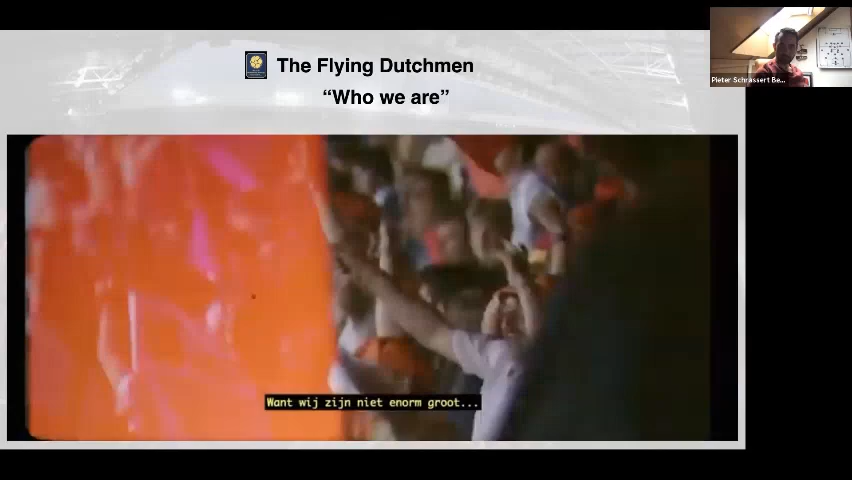 The Flying Dutchmen
“Who we are”
Pieter Schrassert Be...
Want wij zijn niet enorm groot...